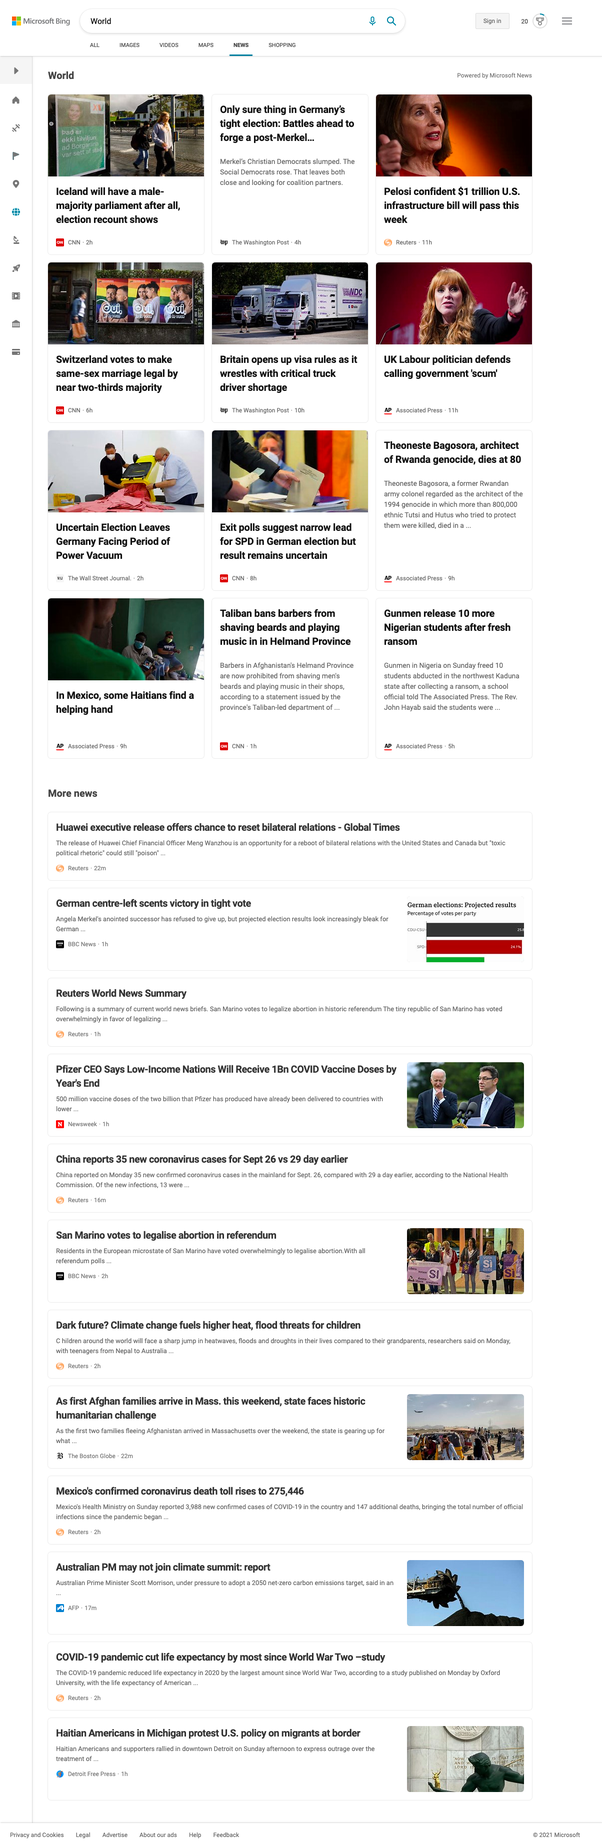 Microsoft Bing
World
Sign in
20
ALL
IMAGES
VIDEOS
MAPS
NEWS
SHOPPING
World
Powered by Microsoft News
Iceland will have a male-
majority parliament after all,
election recount shows
CNN · 2h
Only sure thing in Germany's
tight election: Battles ahead to
forge a post-Merkel...
Merkel's Christian Democrats slumped. The
Social Democrats rose. That leaves both
close and looking for coalition partners.
The Washington Post · 4h
Pelosi confident $1 trillion U.S.
infrastructure bill will pass this
week
Reuters · 11h
Oui,
Oui,
Oui,
Switzerland votes to make
same-sex marriage legal by
near two-thirds majority
CNN · 6h
NDC
Britain opens up visa rules as it
wrestles with critical truck
driver shortage
The Washington Post · 10h
UK Labour politician defends
calling government 'scum'
AP Associated Press · 11h
Uncertain Election Leaves
Germany Facing Period of
Power Vacuum
The Wall Street Journal. · 2h
Exit polls suggest narrow lead
for SPD in German election but
result remains uncertain
CNN · 8h
Theoneste Bagosora, architect
of Rwanda genocide, dies at 80
Theoneste Bagosora, a former Rwandan
army colonel regarded as the architect of the
1994 genocide in which more than 800,000
ethnic Tutsi and Hutus who tried to protect
them were killed, died in a ...
AP Associated Press · 9h
In Mexico, some Haitians find a
helping hand
AP Associated Press · 9h
Taliban bans barbers from
shaving beards and playing
music in in Helmand Province
Barbers in Afghanistan's Helmand Province
are now prohibited from shaving men's
beards and playing music in their shops,
according to a statement issued by the
province's Taliban-led department of ...
CNN · 1h
Gunmen release 10 more
Nigerian students after fresh
ransom
Gunmen in Nigeria on Sunday freed 10
students abducted in the northwest Kaduna
state after collecting a ransom, a school
official told The Associated Press. The Rev.
John Hayab said the students were ...
AP Associated Press · 5h
More news
Huawei executive release offers chance to reset bilateral relations - Global Times
The release of Huawei Chief Financial Officer Meng Wanzhou is an opportunity for a reboot of bilateral relations with the United States and Canada but "toxic
political rhetoric" could still "poison" ...
Reuters · 22m
German centre-left scents victory in tight vote
Angela Merkel's anointed successor has refused to give up, but projected election results look increasingly bleak for
German ...
BBC News · 1h
German elections: Projected results
Percentage of votes per party
CDU-CSU
SPD
24.1%
Reuters World News Summary
Following is a summary of current world news briefs. San Marino votes to legalize abortion in historic referendum The tiny republic of San Marino has voted
overwhelmingly in favor of legalizing ...
Reuters · 1h
Pfizer CEO Says Low-Income Nations Will Receive 1Bn COVID Vaccine Doses by
Year's End
500 million vaccine doses of the two billion that Pfizer has produced have already been delivered to countries with
lower ...
N Newsweek · 1h
China reports 35 new coronavirus cases for Sept 26 vs 29 day earlier
China reported on Monday 35 new confirmed coronavirus cases in the mainland for Sept. 26, compared with 29 a day earlier, according to the National Health
Commission. Of the new infections, 13 were ...
Reuters · 16m
San Marino votes to legalise abortion in referendum
Residents in the European microstate of San Marino have voted overwhelmingly to legalise abortion.With all
referendum polls ...
BBC News · 2h
SI
SI
SI
Dark future? Climate change fuels higher heat, flood threats for children
C hildren around the world will face a sharp jump in heatwaves, floods and droughts in their lives compared to their grandparents, researchers said on Monday,
with teenagers from Nepal to Australia ...
Reuters · 2h
As first Afghan families arrive in Mass. this weekend, state faces historic
humanitarian challenge
As the first two families fleeing Afghanistan arrived in Massachusetts over the weekend, the state is gearing up for
what ...
B The Boston Globe · 22m
Mexico's confirmed coronavirus death toll rises to 275,446
Mexico's Health Ministry on Sunday reported 3,988 new confirmed cases of COVID-19 in the country and 147 additional deaths, bringing the total number of official
infections since the pandemic began ...
Reuters · 2h
Australian PM may not join climate summit: report
Australian Prime Minister Scott Morrison, under pressure to adopt a 2050 net-zero carbon emissions target, said in an
...
AFP · 17m
COVID-19 pandemic cut life expectancy by most since World War Two –study
The COVID-19 pandemic reduced life expectancy in 2020 by the largest amount since World War Two, according to a study published on Monday by Oxford
University, with the life expectancy of American ...
Reuters · 2h
Haitian Americans in Michigan protest U.S. policy on migrants at border
Haitian Americans and supporters rallied in downtown Detroit on Sunday afternoon to express outrage over the
treatment of ...
Detroit Free Press · 1h
Privacy and Cookies
Legal
Advertise
About our ads
Help
Feedback
© 2021 Microsoft